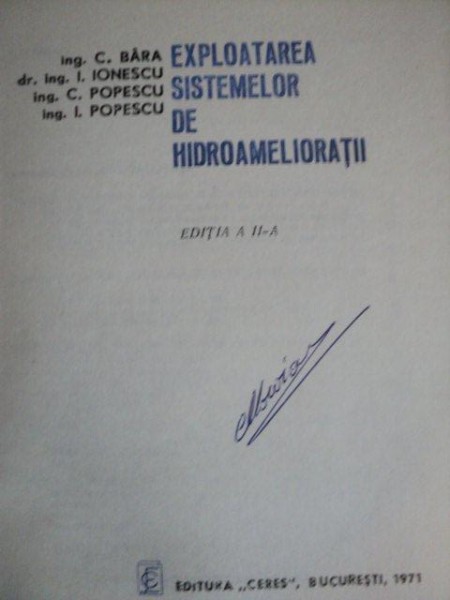 ing. C. BÂRA
dr. ing. I. IONESCU
ing. C. POPESCU
ing. I. POPESCU
EXPLOATAREA
SISTEMELOR
DE
HIDROAMELIORAȚII
EDIȚIA A II-A
EDITURA „CERES", BUCUREȘTI, 1971